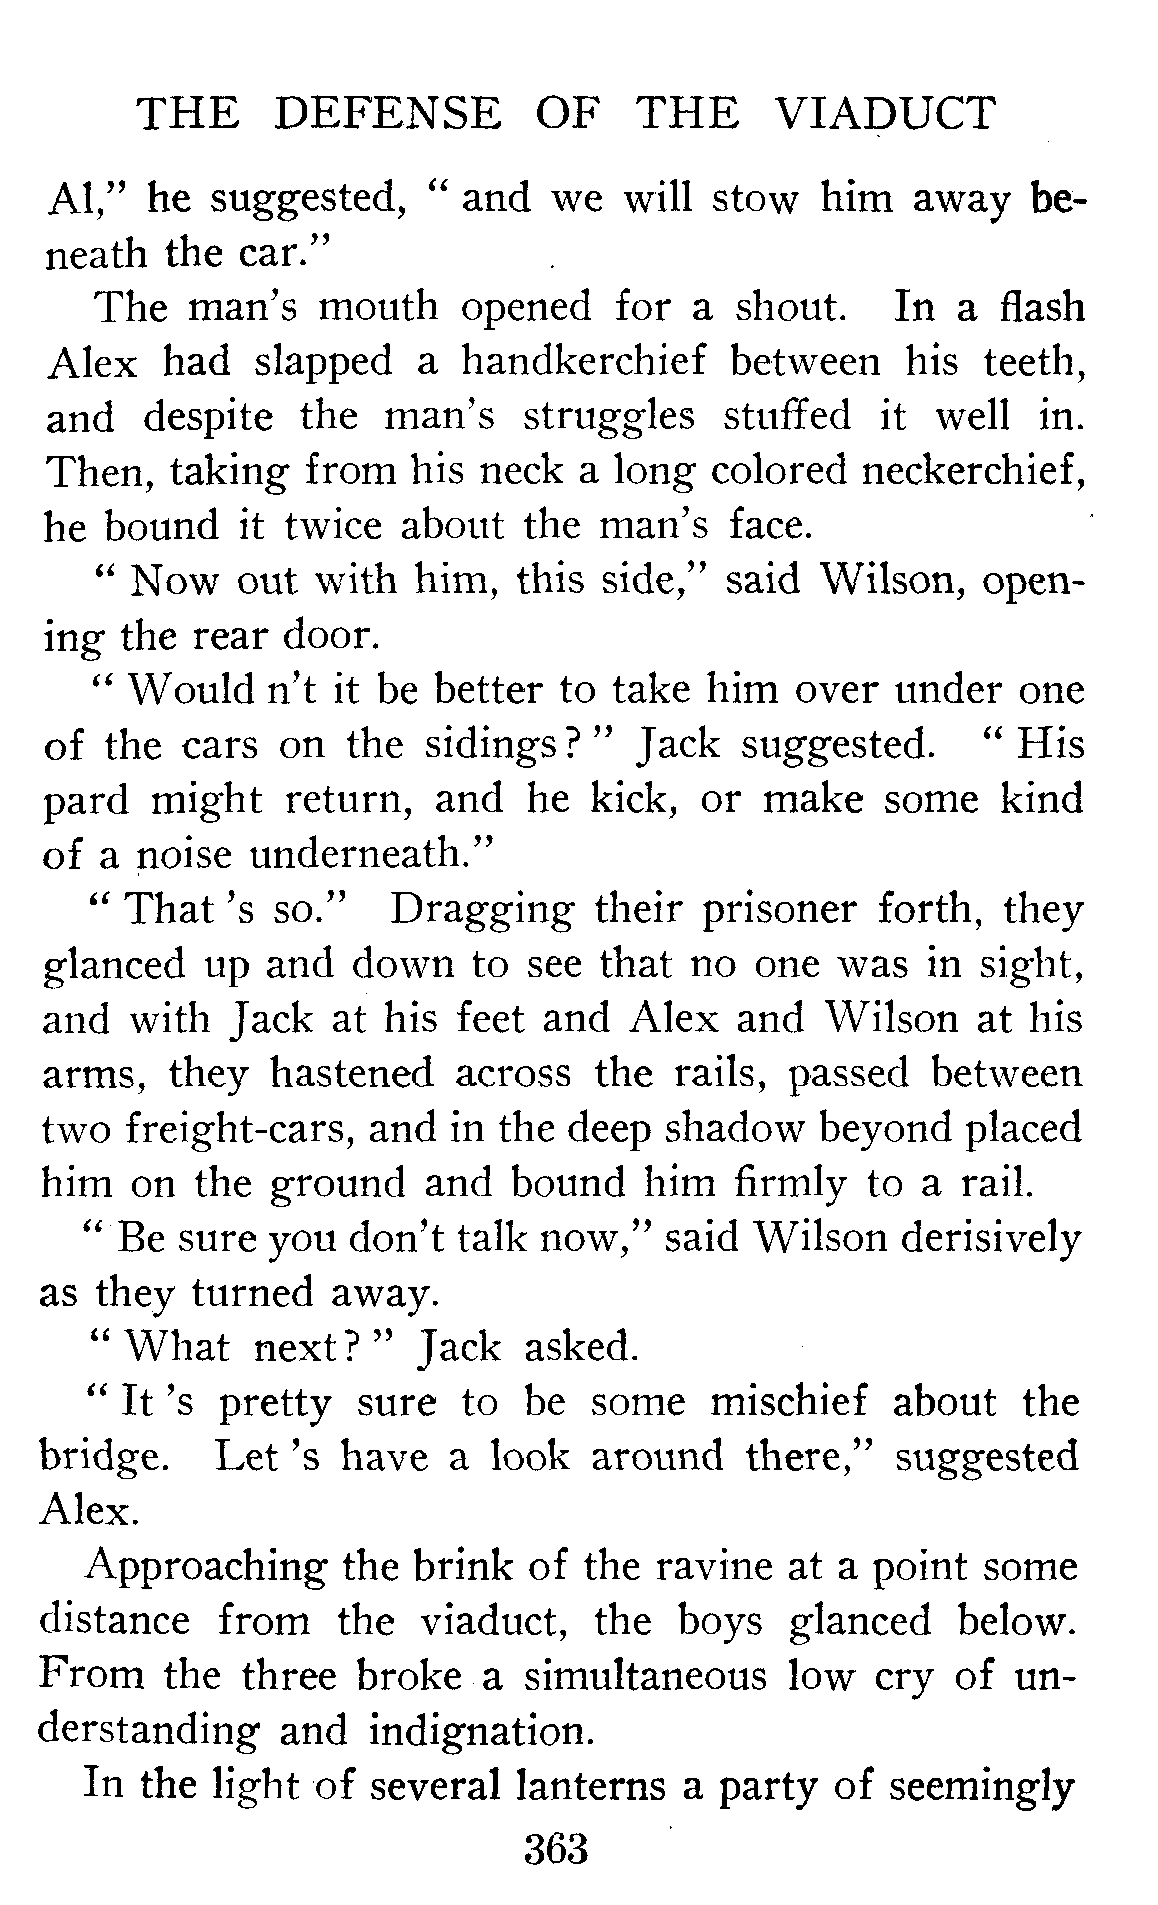 THE DEFENSE OF THE VIADUCT
Al," he suggested, " and we will stow him away be-
neath the car."
The man's mouth opened for a shout. In a flash
Alex had slapped a handkerchief between his teeth,
and despite the man's struggles stuffed it well in.
Then, taking from his neck a long colored neckerchief,
he bound it twice about the man's face.
" Now out with him, this side," said Wilson, open-
ing the rear door.
" Would n't it be better to take him over under one
of the cars on the sidings? " Jack suggested. " His
pard might return, and he kick, or make some kind
of a noise underneath."
" That 's so." Dragging their prisoner forth, they
glanced up and down to see that no one was in sight,
and with Jack at his feet and Alex and Wilson at his
arms, they hastened across the rails, passed between
two freight-cars, and in the deep shadow beyond placed
him on the ground and bound him firmly to a rail.
" Be sure you don't talk now," said Wilson derisively
as they turned away.
" What next? " Jack asked.
" It 's pretty sure to be some mischief about the
bridge. Let 's have a look around there," suggested
Alex.
Approaching the brink of the ravine at a point some
distance from the viaduct, the boys glanced below.
From the three broke a simultaneous low cry of un-
derstanding and indignation.
In the light of several lanterns a party of seemingly
363